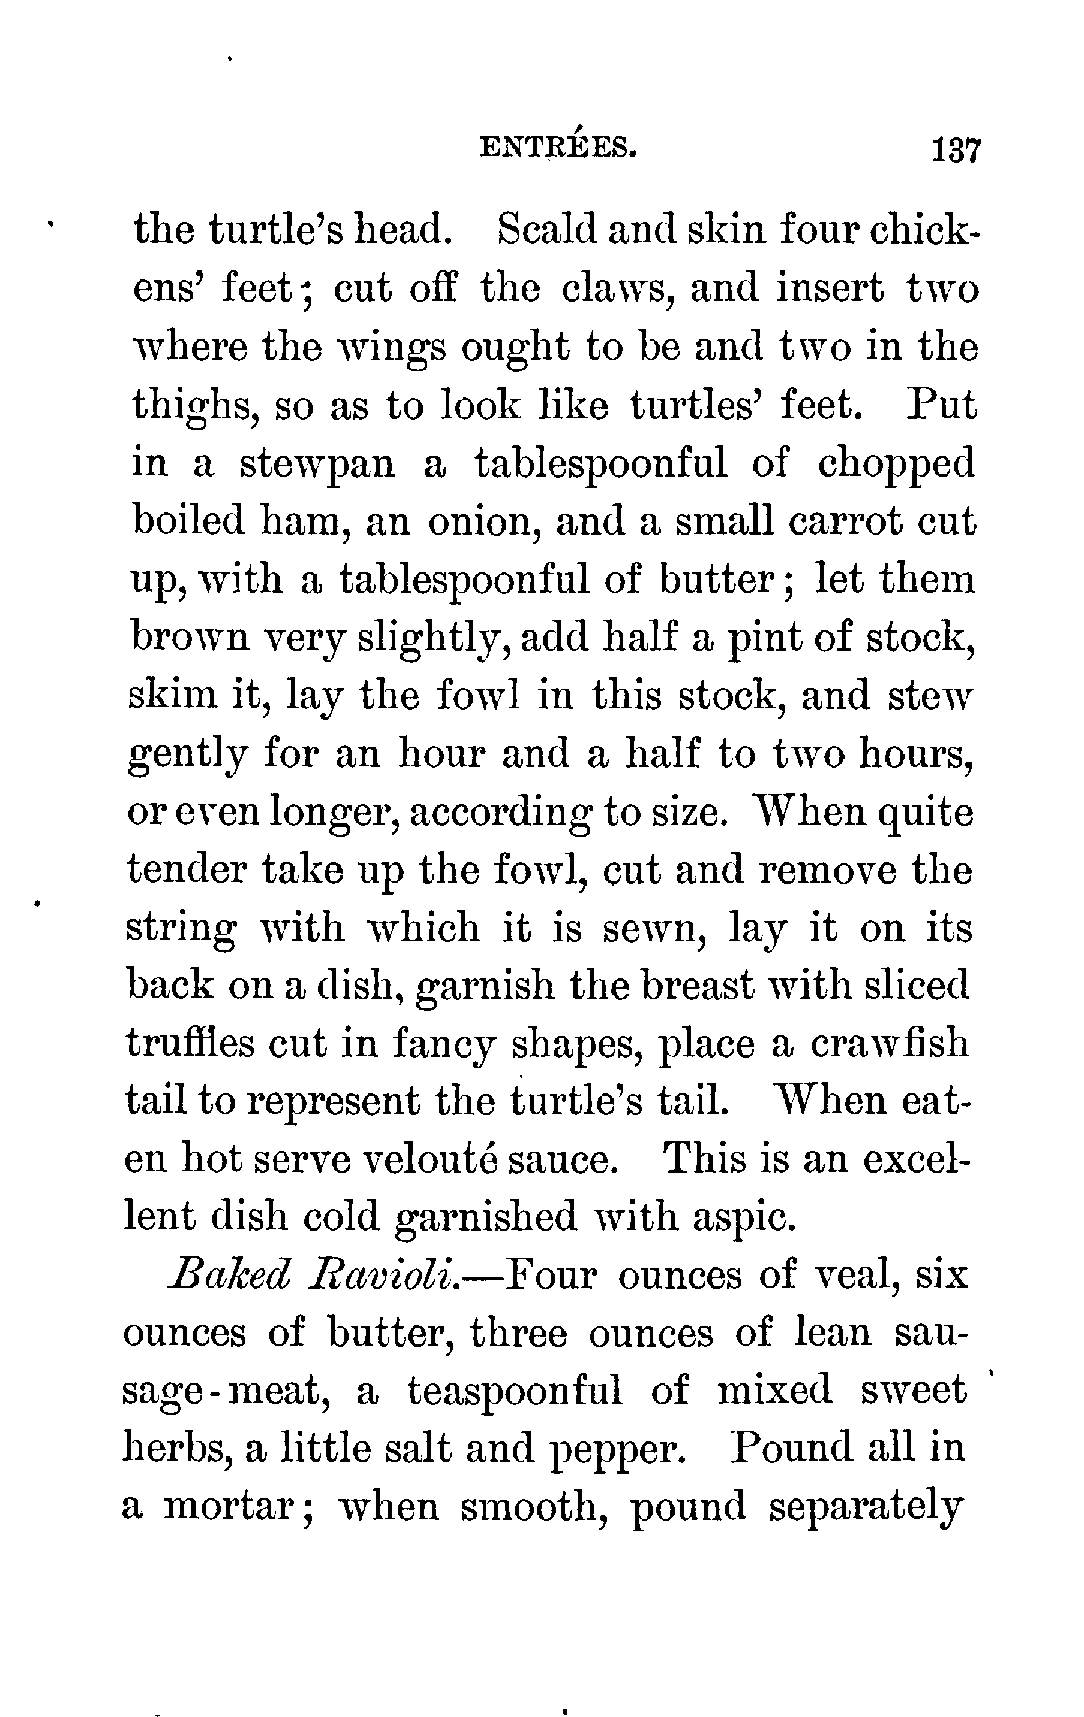 ENTRÉES. 137
the turtle's head. Scald and skin four chick-
ens' feet; cut off the claws, and insert two
where the wings ought to be and two in the
thighs, so as to look like turtles' feet. Put
in a stewpan a tablespoonful of chopped
boiled ham, an onion, and a small carrot cut
up, with a tablespoonful of butter; let them
brown very slightly, add half a pint of stock,
skim it, lay the fowl in this stock, and stew
gently for an hour and a half to two hours,
or even longer, according to size. When quite
tender take up the fowl, cut and remove the
string with which it is sewn, lay it on its
back on a dish, garnish the breast with sliced
truffles cut in fancy shapes, place a crawfish
tail to represent the turtle's tail. When eat-
en hot serve velouté sauce. This is an excel-
lent dish cold garnished with aspic.
Baked Ravioli.—Four ounces of veal, six
ounces of butter, three ounces of lean sau-
sage-meat, a teaspoonful of mixed sweet
herbs, a little salt and pepper. Pound all in
a mortar; when smooth, pound separately